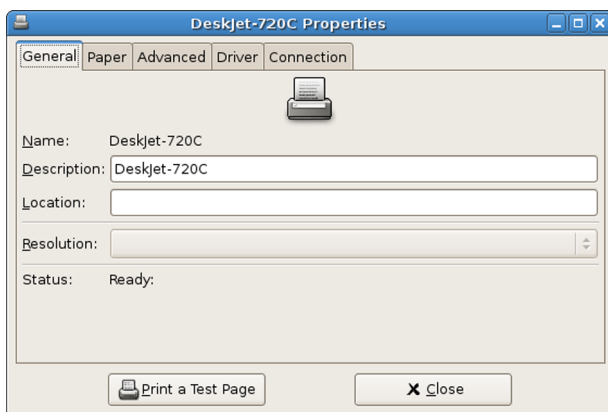 DeskJet-720C Properties
General Paper Advanced Driver Connection
Name: DeskJet-720C
Description: DeskJet-720C
Location:
Resolution:
Status: Ready:
Print a Test Page Close